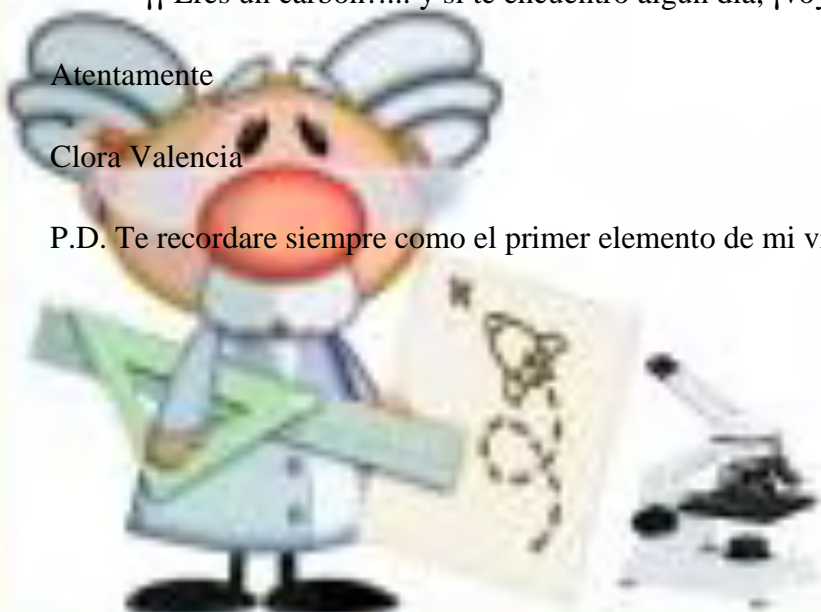 ¡¡ Eres un carbón….. y si te encuentro algún día, ¡voy
Atentamente
Clora Valencia
P.D. Te recordare siempre como el primer elemento de mi